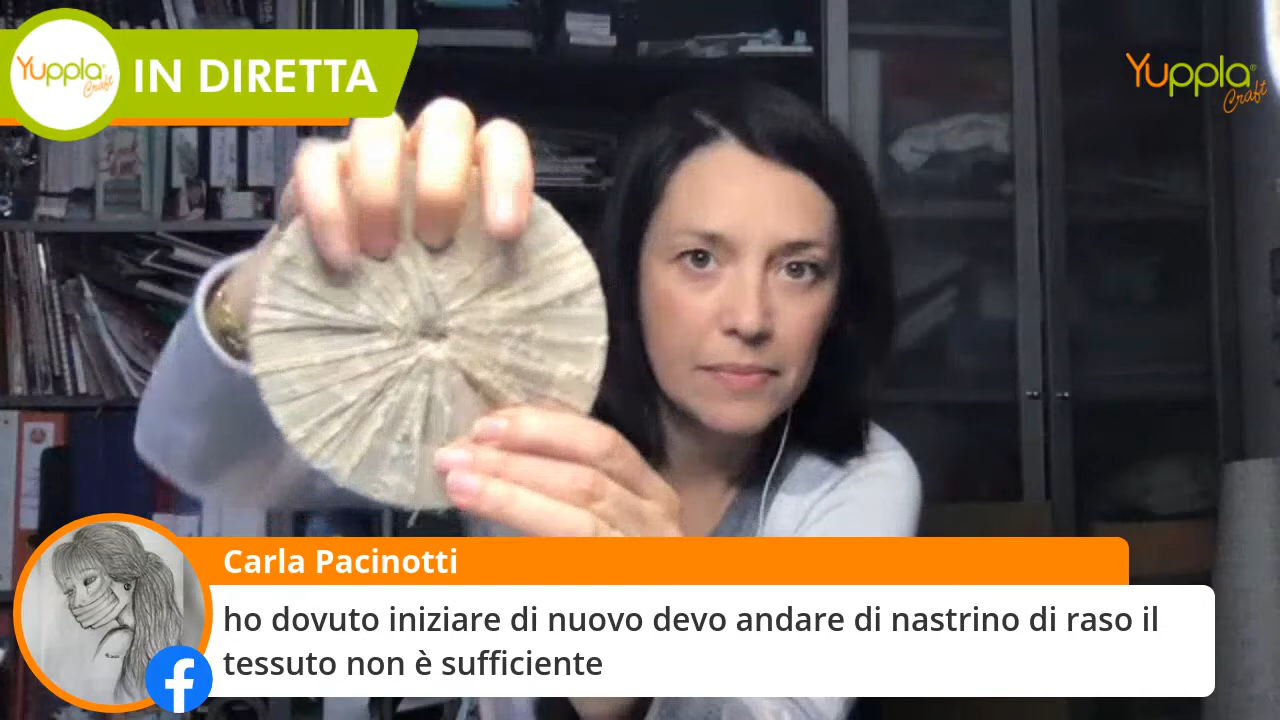 Yuppla
Craft
IN DIRETTA
Yuppla®
Craft
Carla Pacinotti
ho dovuto iniziare di nuovo devo andare di nastrino di raso il
tessuto non è sufficiente